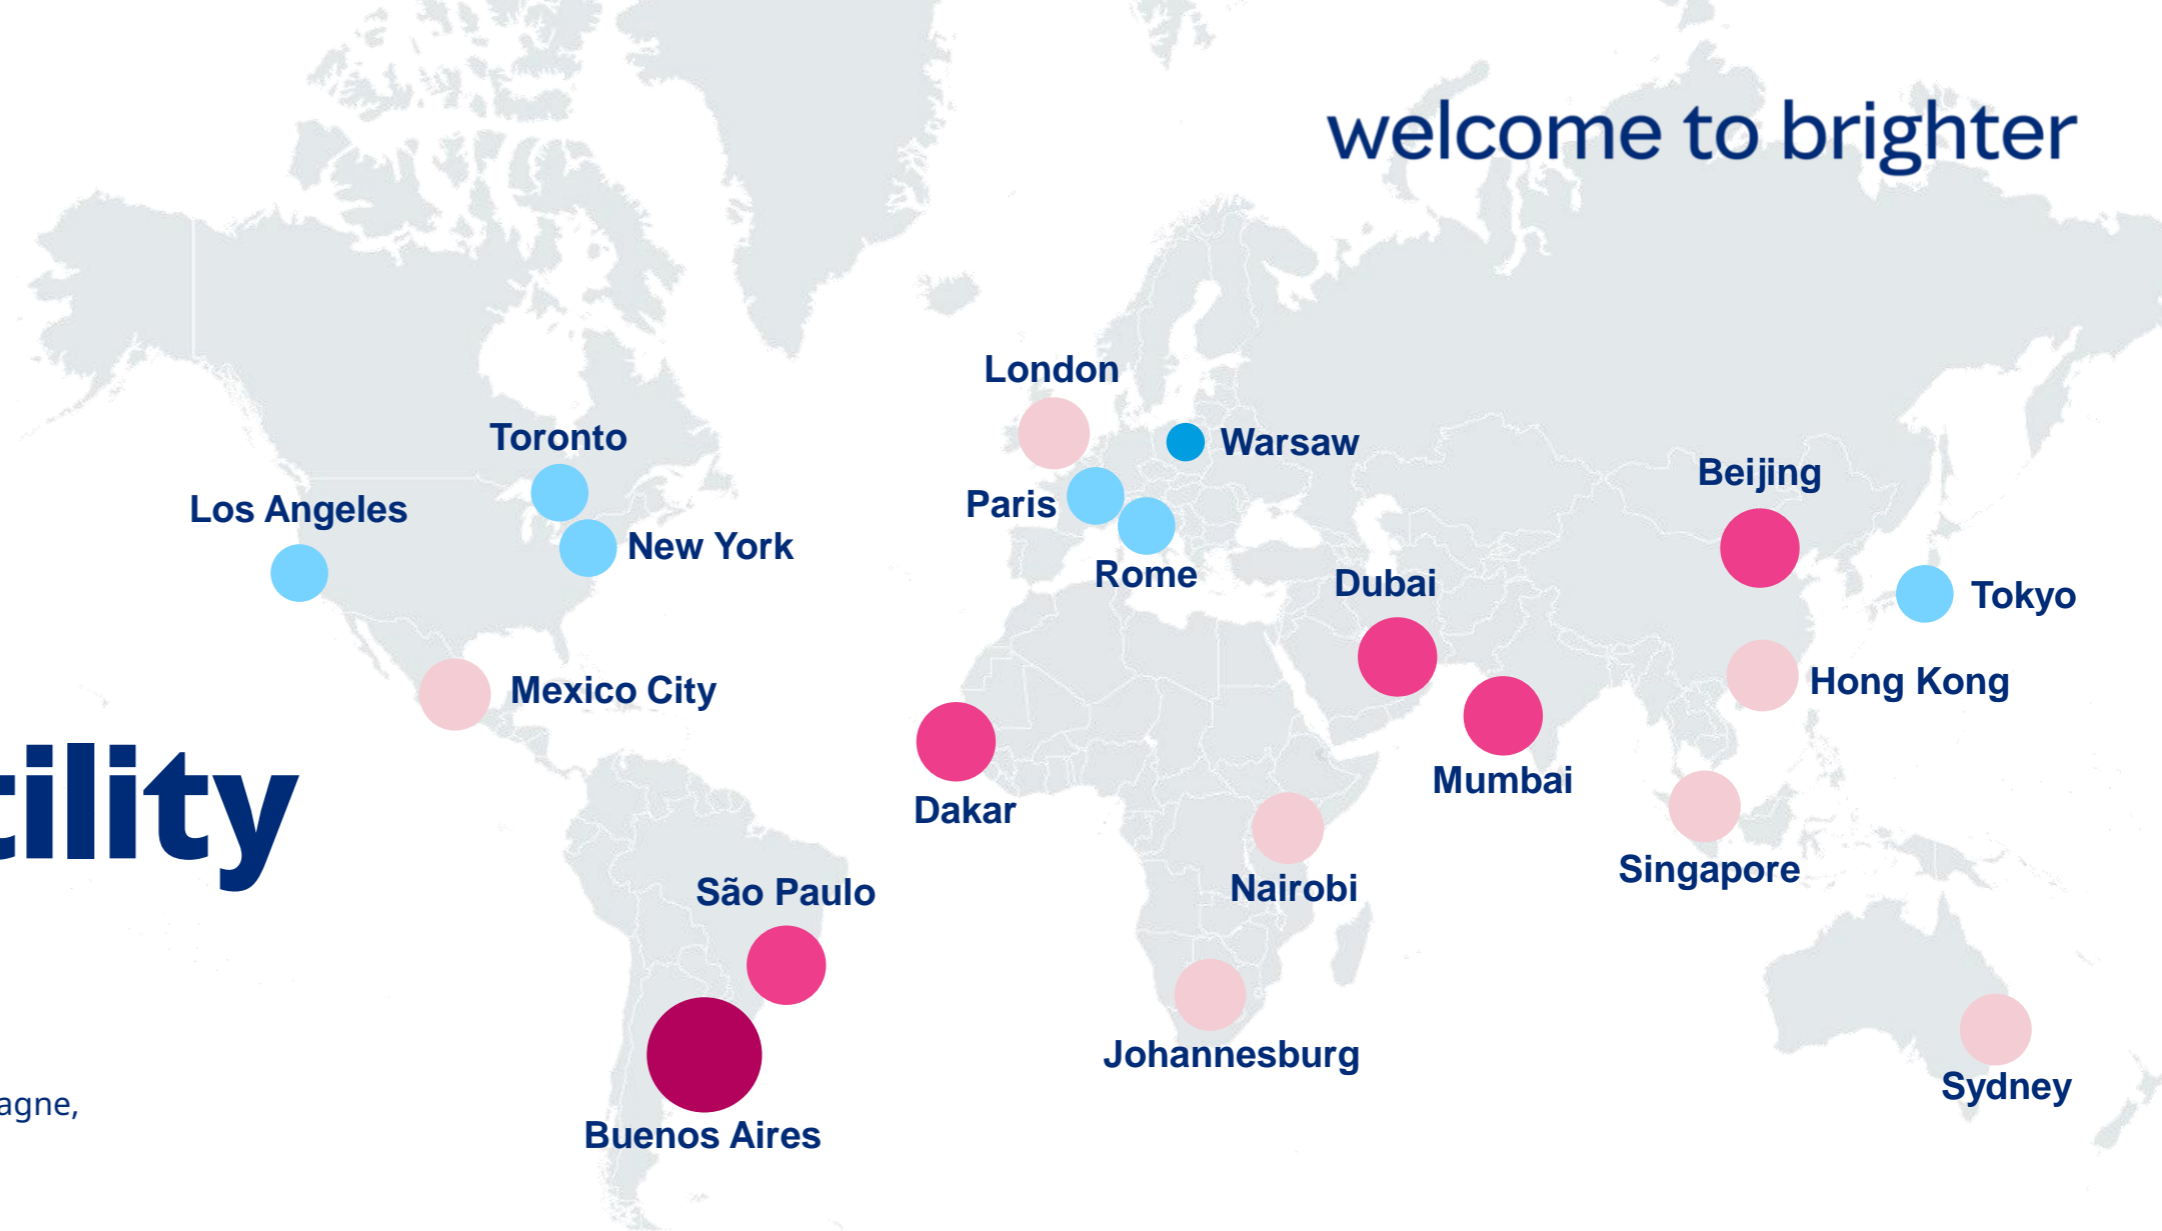 welcome to brighter
London
Toronto
Warsaw
Beijing
Los Angeles
Paris
New York
Rome
Dubai
Tokyo
Mexico City
Hong Kong
Mumbai
Dakar
tility
Singapore
Nairobi
São Paulo
Johannesburg
Sydney
agne,
Buenos Aires